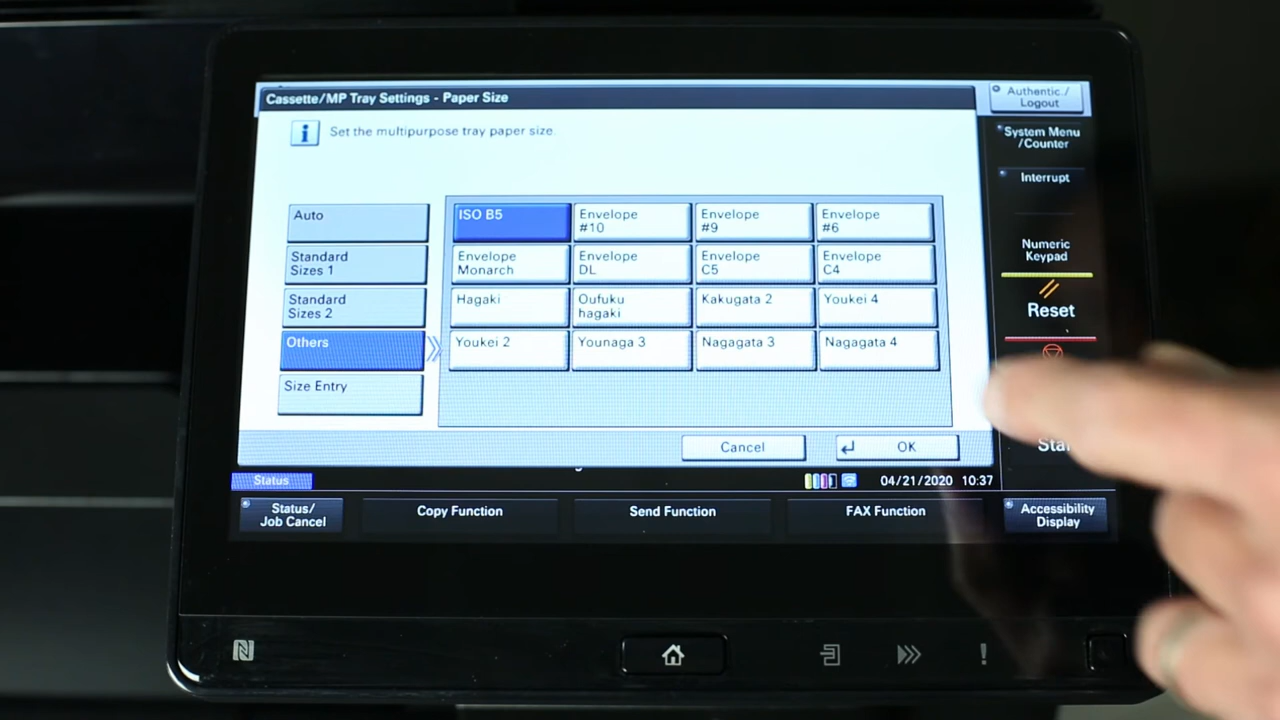 Cassette/MP Tray Settings - Paper Size
Authentic./
Logout
Set the multipurpose tray paper size.
System Menu
/Counter
Interrupt
Auto
ISO B5
Envelope
#10
Envelope
#9
Envelope
#6
Standard
Sizes 1
Envelope
Monarch
Envelope
DL
Envelope
C5
Envelope
C4
Numeric
Keypad
Standard
Sizes 2
Hagaki
Oufuku
hagaki
Kakugata 2
Youkei 4
Reset
Others
Youkei 2
Younaga 3
Nagagata 3
Nagagata 4
Size Entry
Cancel
OK
Status
04/21/2020 10:37
Status/
Job Cancel
Copy Function
Send Function
FAX Function
Accessibility
Display